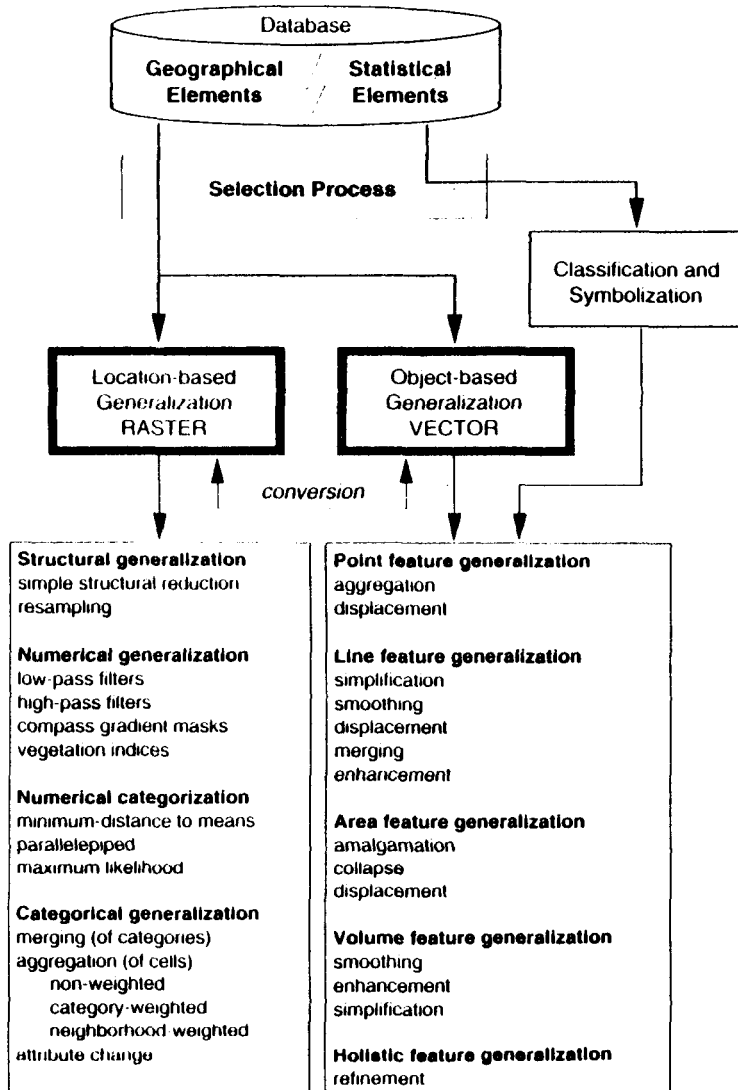 Database
Geographical Elements
Statistical Elements
Selection Process
Classification and
Symbolization
Location-based
Generalization
RASTER
Object-based
Generalization
VECTOR
conversion
Structural generalization
simple structural reduction
resampling
Numerical generalization
low-pass filters
high-pass filters
compass gradient masks
vegetation indices
Numerical categorization
minimum-distance to means
parallelepiped
maximum likelihood
Categorical generalization
merging (of categories)
aggregation (of cells)
non-weighted
category-weighted
neighborhood-weighted
attribute change
Point feature generalization
aggregation
displacement
Line feature generalization
simplification
smoothing
displacement
merging
enhancement
Area feature generalization
amalgamation
collapse
displacement
Volume feature generalization
smoothing
enhancement
simplification
Holistic feature generalization
refinement